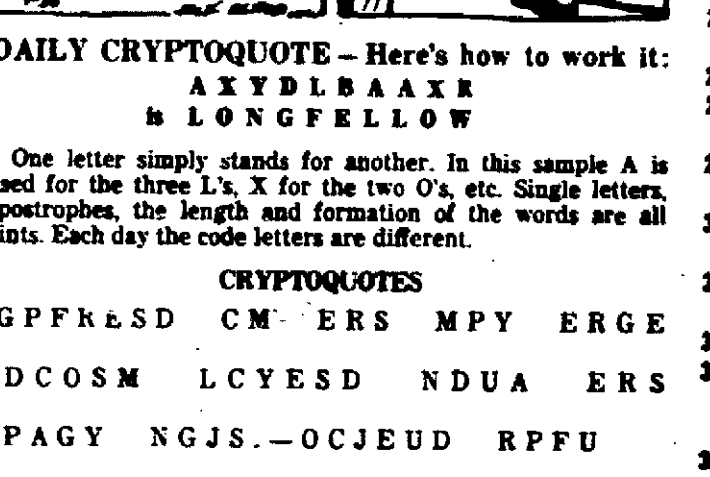 DAILY CRYPTOQUOTE – Here's how to work it:
A X Y D L B A A X R
is L O N G F E L L O W
One letter simply stands for another. In this sample A is
sed for the three L's, X for the two O's, etc. Single letters,
postrophes, the length and formation of the words are all
ints. Each day the code letters are different.
CRYPTOQUOTES
G P F R E S D C M E R S M P Y E R G E
D C O S M L C Y E S D N D U A E R S
P A G Y N G J S . – O C J E U D R P F U